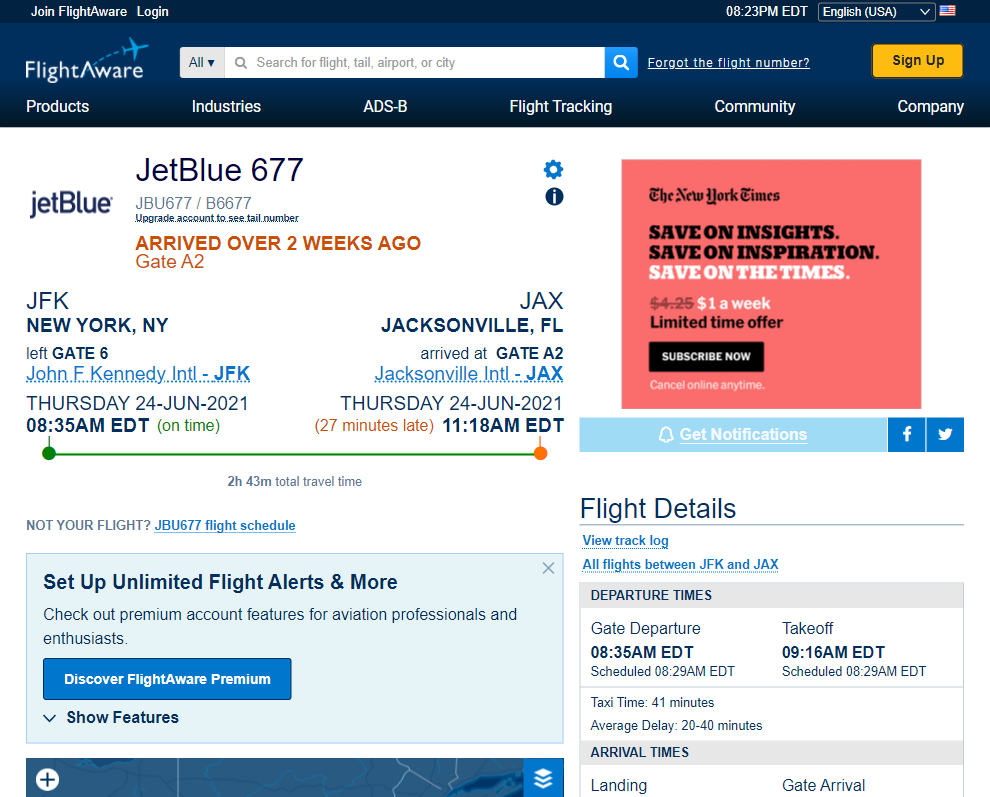 Join FlightAware Login 08:23PM EDT English (USA)
FlightAware All ▾ Search for flight, tail, airport, or city Forgot the flight number? Sign Up
Products Industries ADS-B Flight Tracking Community Company
JetBlue 677
jetBlue
JBU677 / B6677
Upgrade account to see tail number
ARRIVED OVER 2 WEEKS AGO
Gate A2
JFK JAX
NEW YORK, NY JACKSONVILLE, FL
left GATE 6 arrived at GATE A2
John F Kennedy Intl - JFK Jacksonville Intl - JAX
THURSDAY 24-JUN-2021 THURSDAY 24-JUN-2021
08:35AM EDT (on time) (27 minutes late) 11:18AM EDT
2h 43m total travel time
NOT YOUR FLIGHT? JBU677 flight schedule
Set Up Unlimited Flight Alerts & More
Check out premium account features for aviation professionals and
enthusiasts.
Discover FlightAware Premium
Show Features
The New York Times
SAVE ON INSIGHTS.
SAVE ON INSPIRATION.
SAVE ON THE TIMES.
$4.25 $1 a week
Limited time offer
SUBSCRIBE NOW
Cancel online anytime.
Get Notifications
Flight Details
View track log
All flights between JFK and JAX
DEPARTURE TIMES
Gate Departure Takeoff
08:35AM EDT 09:16AM EDT
Scheduled 08:29AM EDT Scheduled 08:29AM EDT
Taxi Time: 41 minutes
Average Delay: 20-40 minutes
ARRIVAL TIMES
Landing Gate Arrival